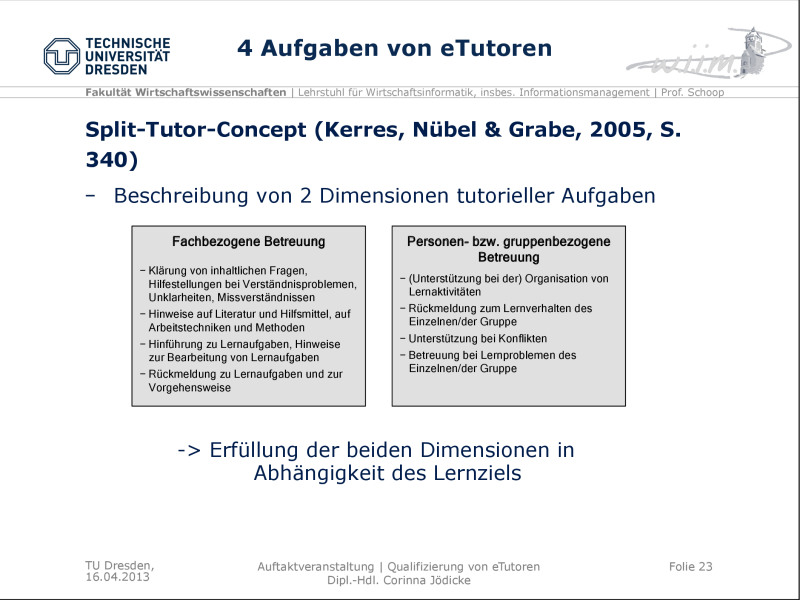 TECHNISCHE
UNIVERSITÄT
DRESDEN
4 Aufgaben von eTutoren
w.i.i.m.
Fakultät Wirtschaftswissenschaften | Lehrstuhl für Wirtschaftsinformatik, insbes. Informationsmanagement | Prof. Schoop
Split-Tutor-Concept (Kerres, Nübel & Grabe, 2005, S.
340)
– Beschreibung von 2 Dimensionen tutorieller Aufgaben
Fachbezogene Betreuung
– Klärung von inhaltlichen Fragen,
Hilfestellungen bei Verständnisproblemen,
Unklarheiten, Missverständnissen
– Hinweise auf Literatur und Hilfsmittel, auf
Arbeitstechniken und Methoden
– Hinführung zu Lernaufgaben, Hinweise
zur Bearbeitung von Lernaufgaben
– Rückmeldung zu Lernaufgaben und zur
Vorgehensweise
Personen- bzw. gruppenbezogene
Betreuung
– (Unterstützung bei der) Organisation von
Lernaktivitäten
– Rückmeldung zum Lernverhalten des
Einzelnen/der Gruppe
– Unterstützung bei Konflikten
– Betreuung bei Lernproblemen des
Einzelnen/der Gruppe
-> Erfüllung der beiden Dimensionen in
Abhängigkeit des Lernziels
TU Dresden,
16.04.2013
Auftaktveranstaltung | Qualifizierung von eTutoren
Dipl.-Hdl. Corinna Jödicke
Folie 23